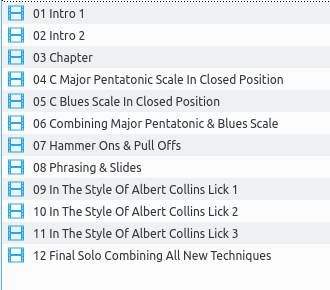 01 Intro 1
02 Intro 2
03 Chapter
04 C Major Pentatonic Scale In Closed Position
05 C Blues Scale In Closed Position
06 Combining Major Pentatonic & Blues Scale
07 Hammer Ons & Pull Offs
08 Phrasing & Slides
09 In The Style Of Albert Collins Lick 1
10 In The Style Of Albert Collins Lick 2
11 In The Style Of Albert Collins Lick 3
12 Final Solo Combining All New Techniques